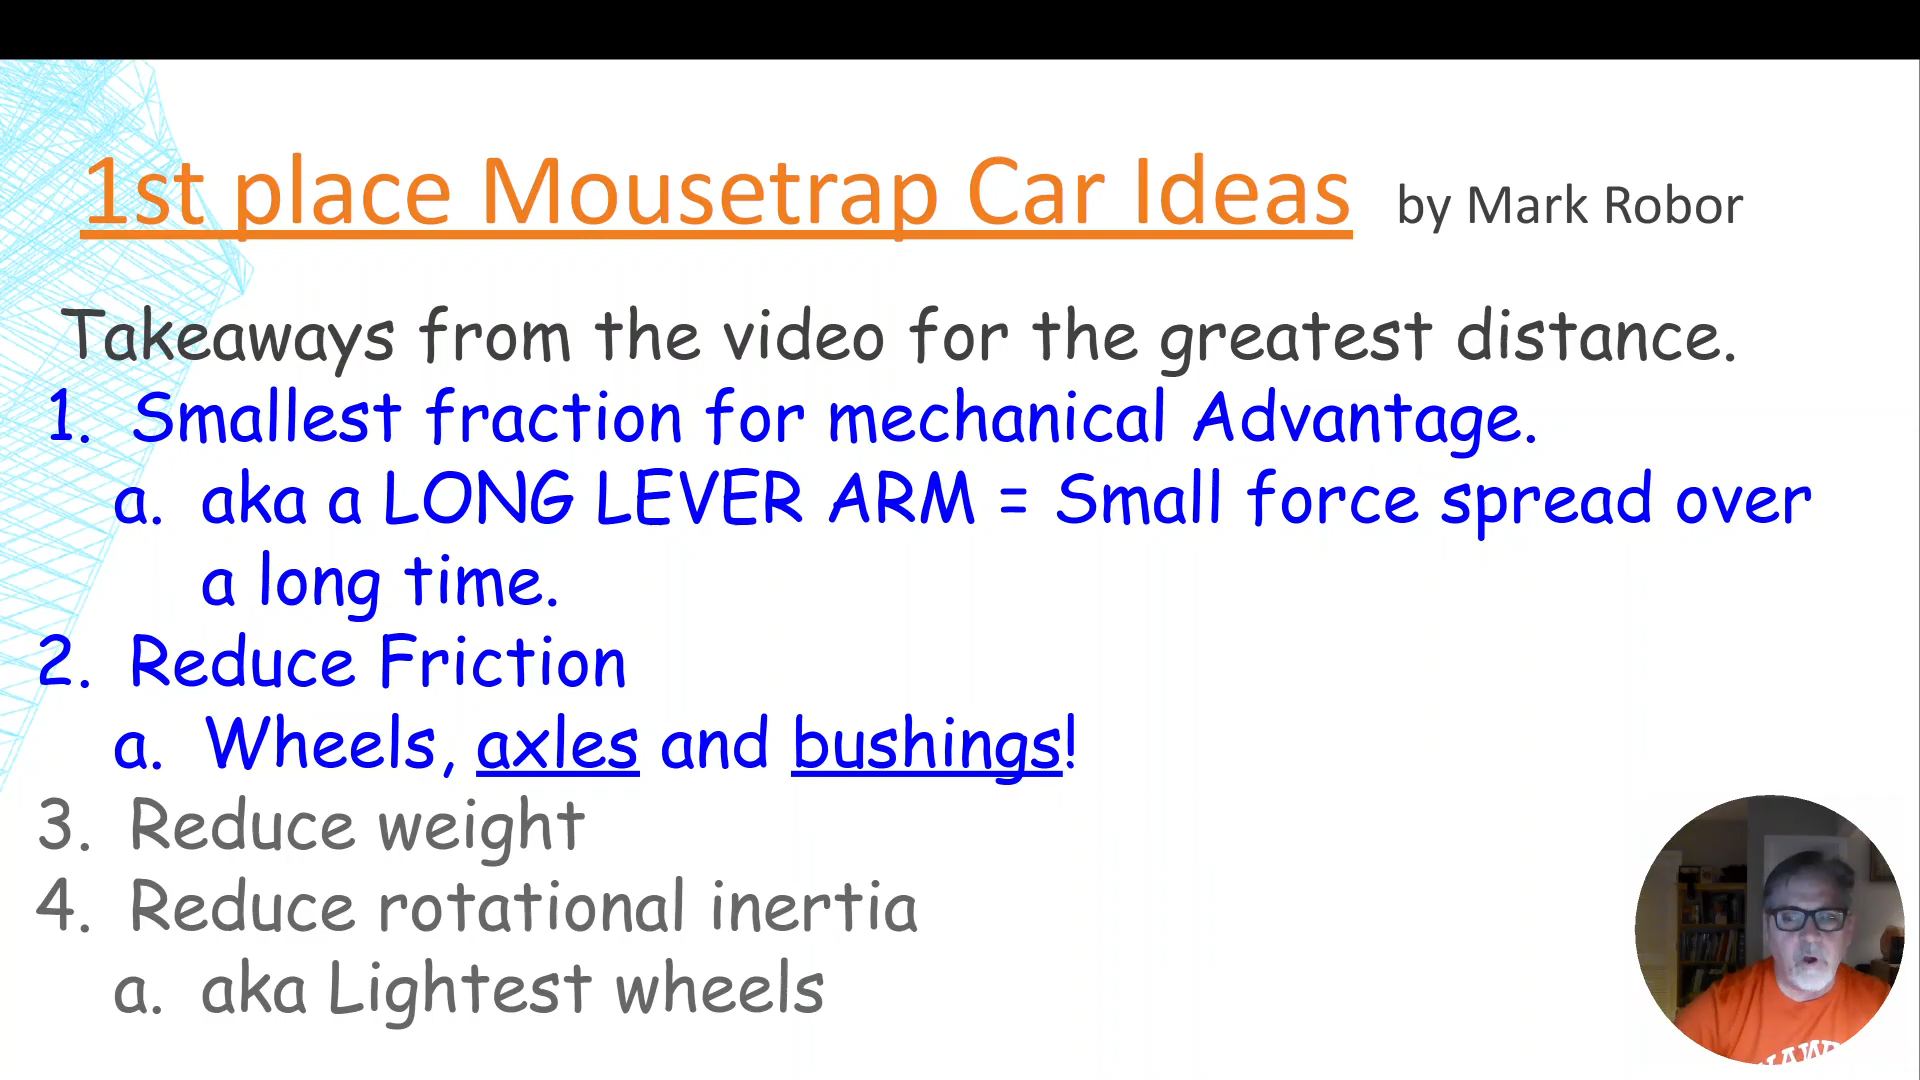 1st place Mousetrap Car Ideas by Mark Robor
Takeaways from the video for the greatest distance.
1. Smallest fraction for mechanical Advantage.
a. aka a LONG LEVER ARM = Small force spread over
a long time.
2. Reduce Friction
a. Wheels, axles and bushings!
3. Reduce weight
4. Reduce rotational inertia
a. aka Lightest wheels